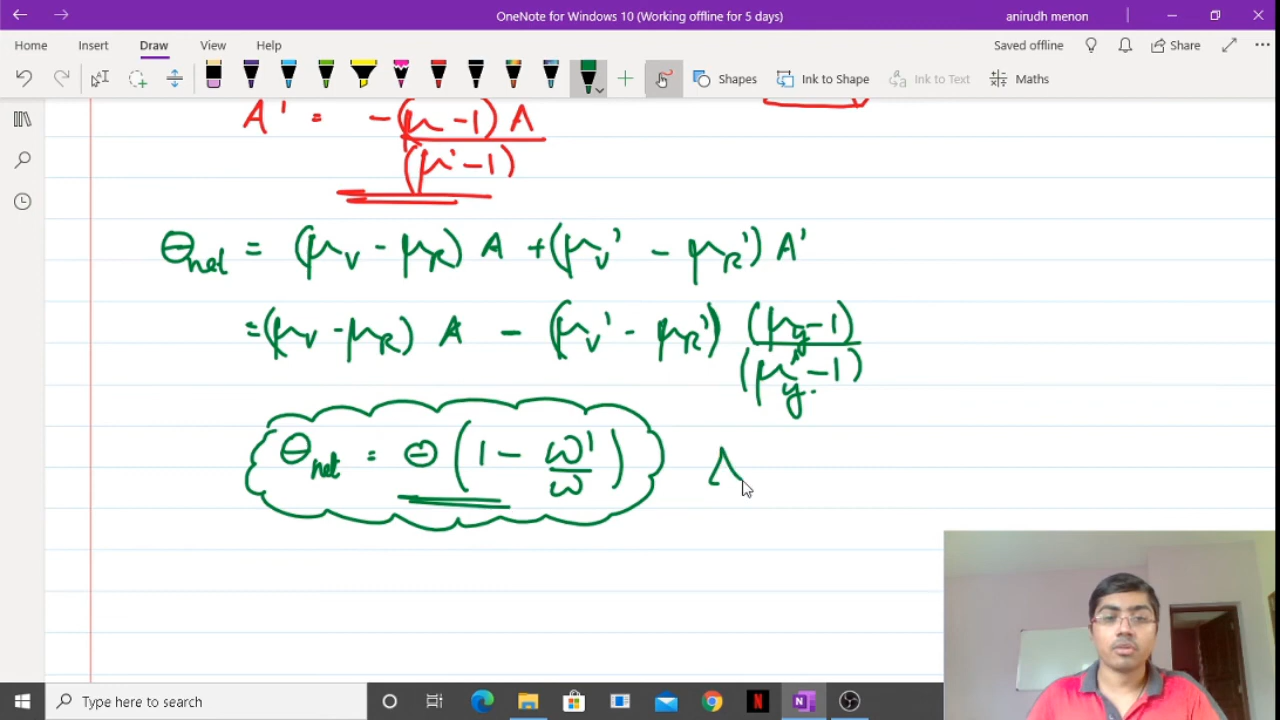 OneNote for Windows 10 (Working offline for 5 days)
anirudh menon
Home Insert Draw View Help
Saved offline
Share
Shapes
Ink to Shape
Ink to Text
Maths
A' = -(μ-1) A
(μ'-1)
θnet = (μV - μR) A + (μV' - μR') A'
=(μV - μR) A - (μV' - μR') (μy-1)
(μ'y-1)
θnet = θ (1 - ω'/ω)
Type here to search